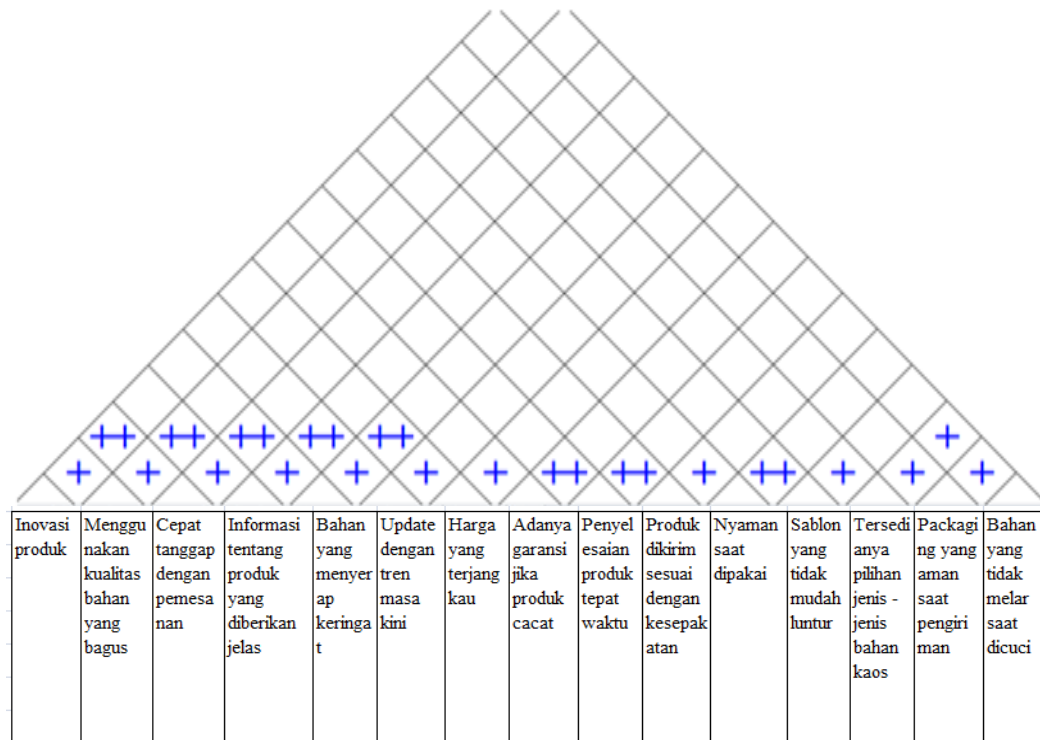 ++ ++ ++ ++ ++ +
+ + + + + + + ++ ++ + ++ + + +
Inovasi
produk
Menggu
nakan
kualitas
bahan
yang
bagus
Cepat
tanggap
dengan
pemesa
nan
Informasi
tentang
produk
yang
diberikan
jelas
Bahan
yang
menyer
ap
keringa
t
Update
dengan
tren
masa
kini
Harga
yang
terjang
kau
Adanya
garansi
jika
produk
cacat
Penyel
esaian
produk
tepat
waktu
Produk
dikirim
sesuai
dengan
kesepak
atan
Nyaman
saat
dipakai
Sablon
yang
tidak
mudah
luntur
Tersedi
anya
pilihan
jenis -
jenis
bahan
kaos
Packagi
ng yang
aman
saat
pengiri
man
Bahan
yang
tidak
melar
saat
dicuci